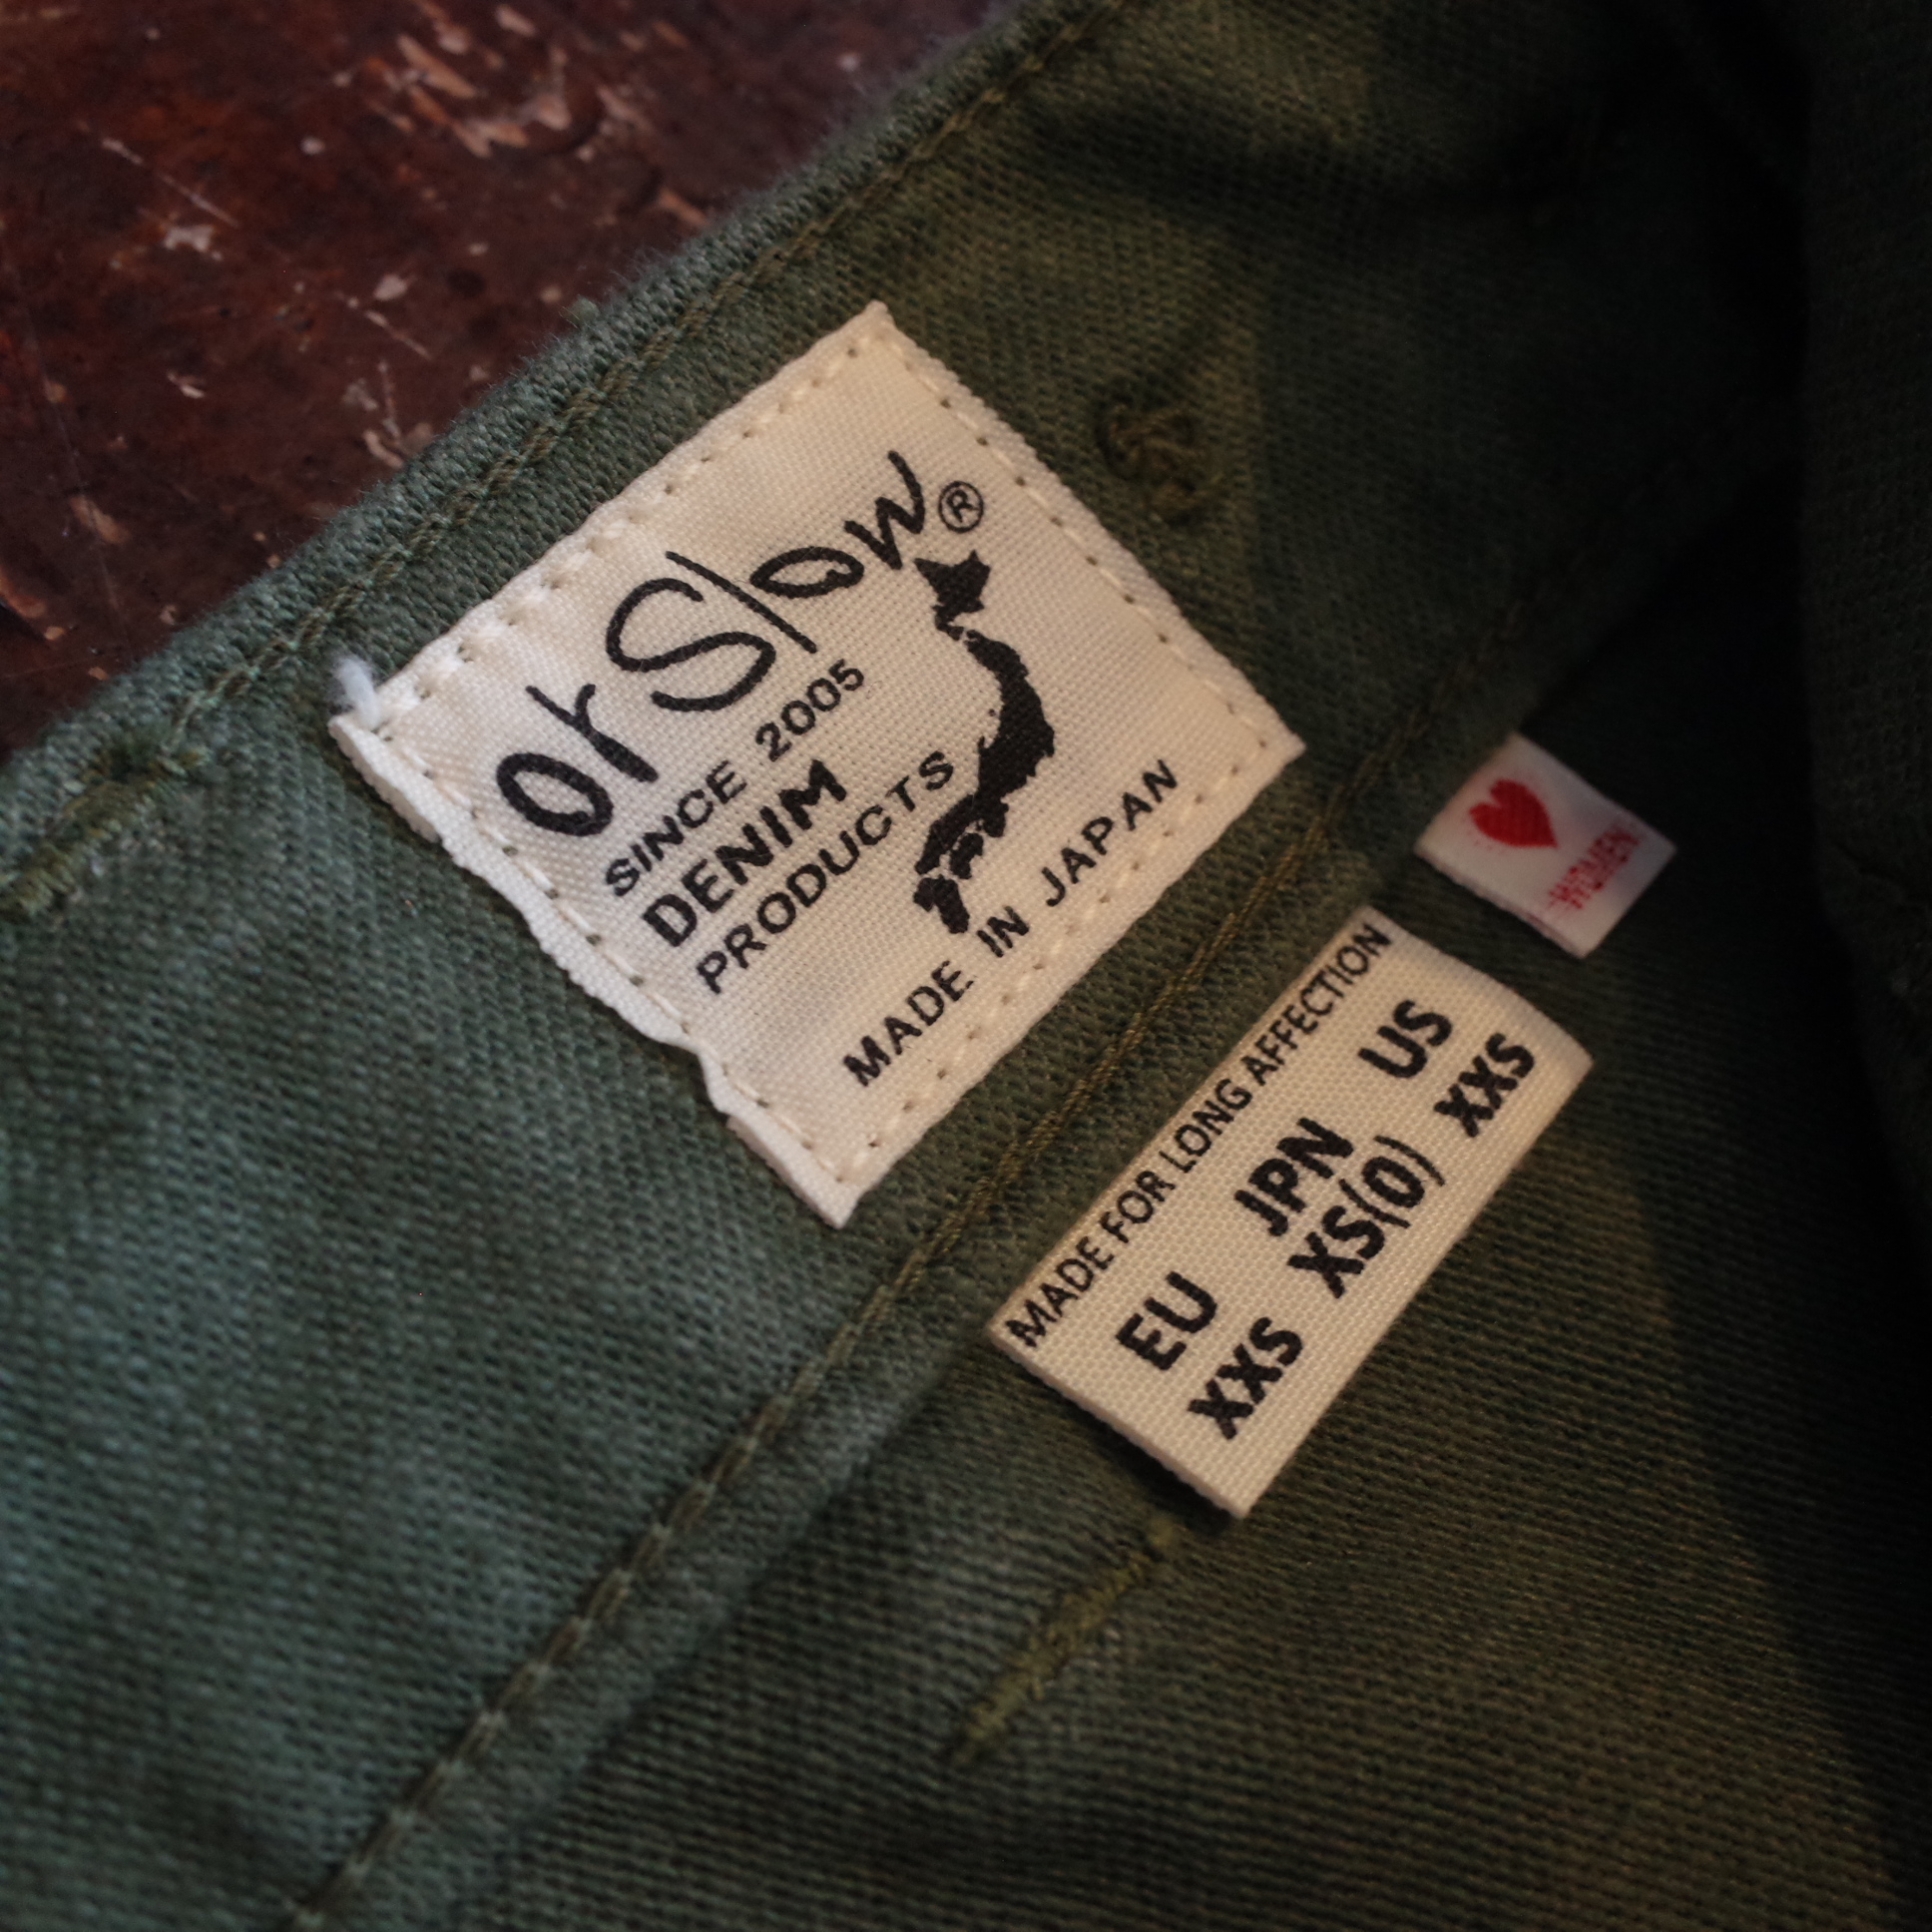 orSlow®
SINCE 2005
DENIM
PRODUCTS
MADE IN JAPAN
WOMEN
MADE FOR LONG AFFECTION
EU JPN US
XXS XS(0) XXS